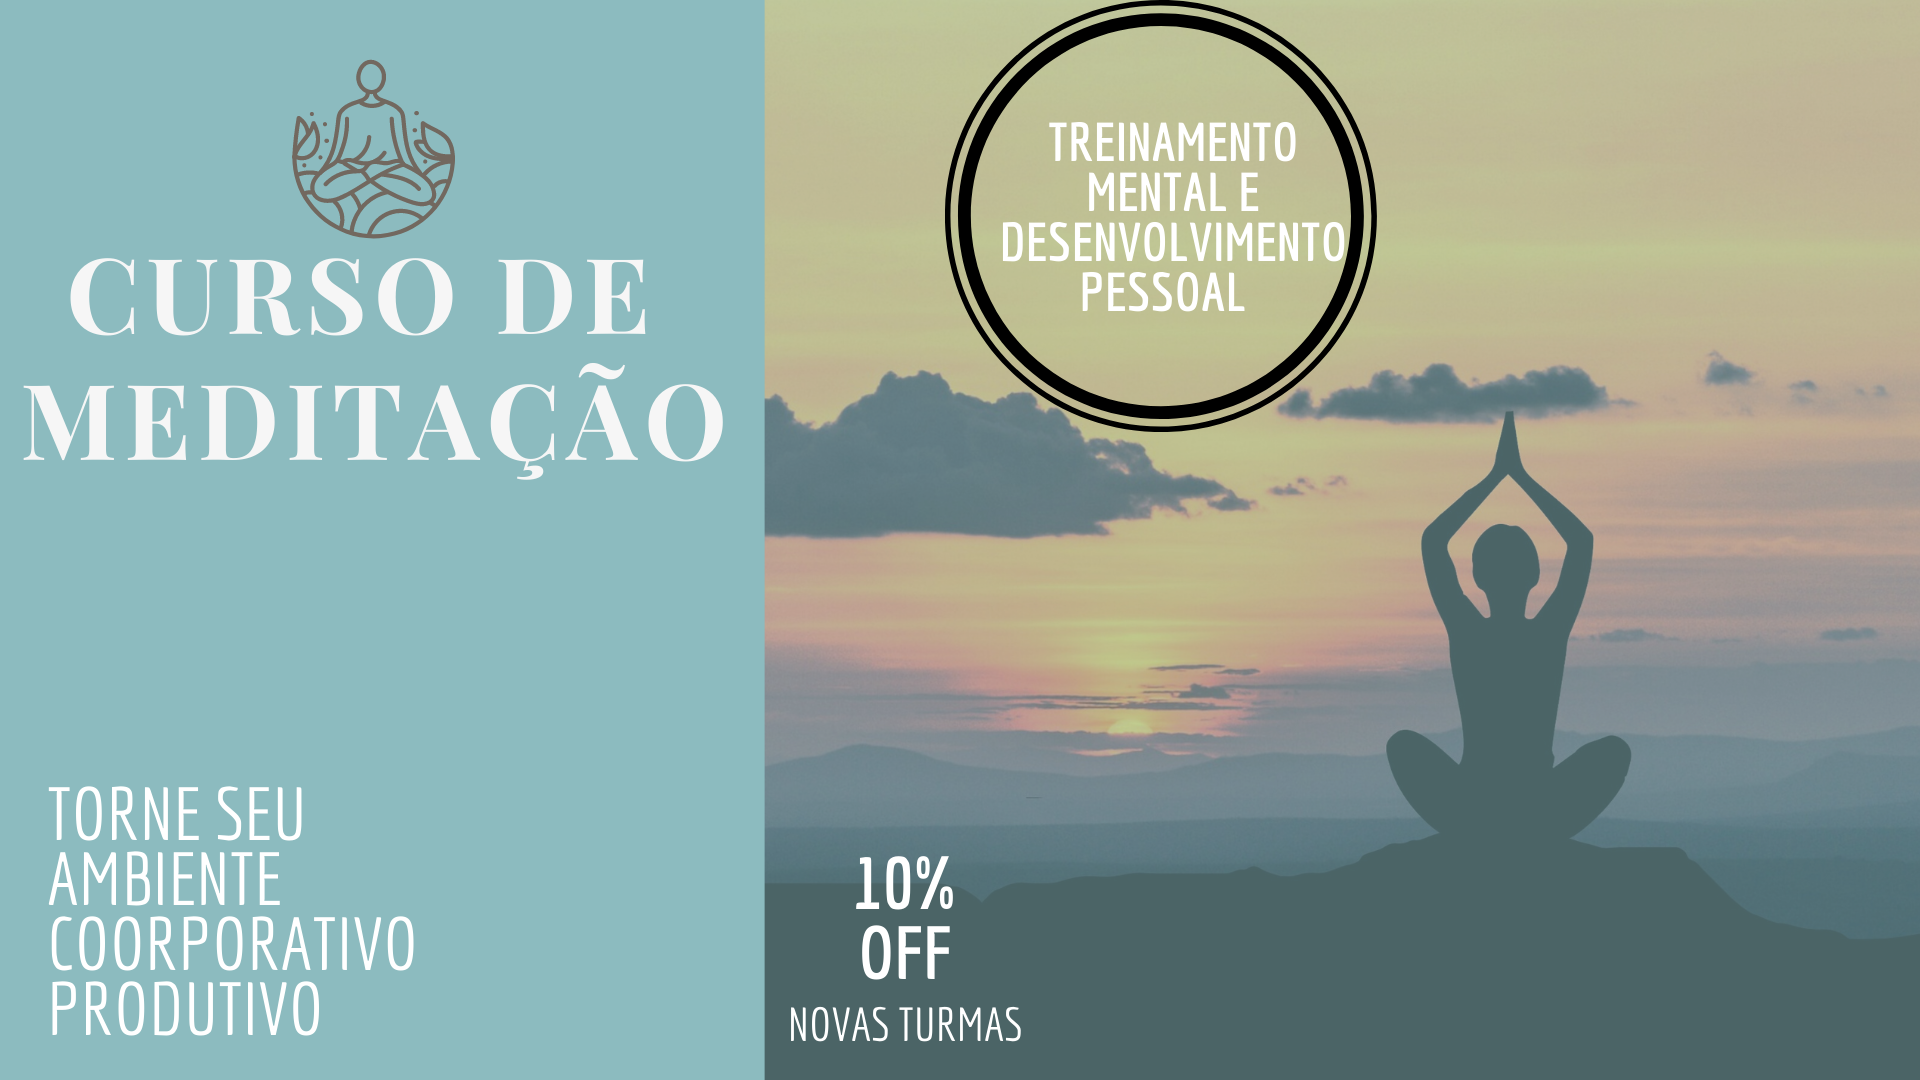 CURSO DE
MEDITAÇÃO
TORNE SEU
AMBIENTE
COORPORATIVO
PRODUTIVO
TREINAMENTO
MENTAL E
DESENVOLVIMENTO
PESSOAL
10%
OFF
NOVAS TURMAS